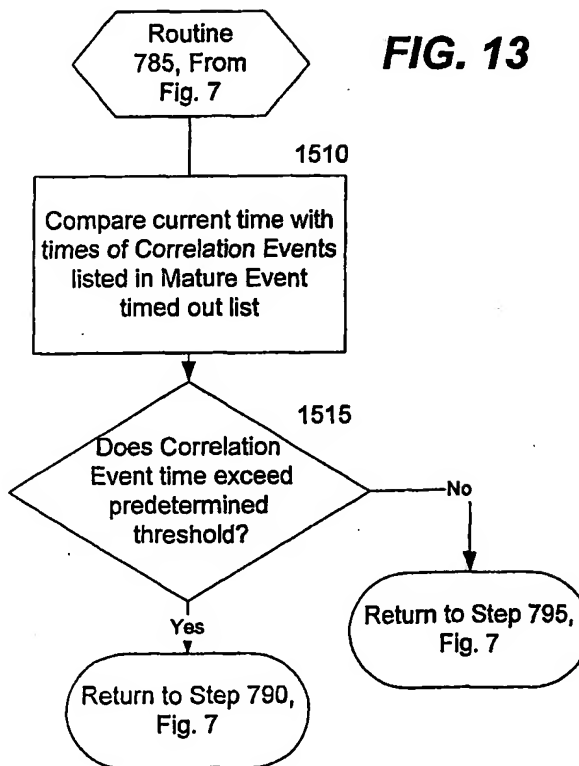 Routine
785, From
Fig. 7
FIG. 13
1510
Compare current time with
times of Correlation Events
listed in Mature Event
timed out list
1515
Does Correlation
Event time exceed
predetermined
threshold?
No
Return to Step 795,
Fig. 7
Yes
Return to Step 790,
Fig. 7